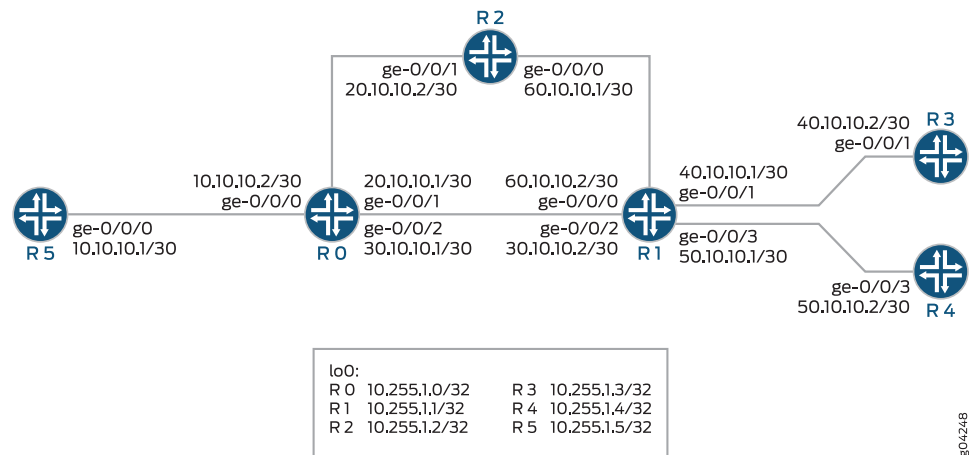 R 2
ge-0/0/1
20.10.10.2/30
ge-0/0/0
60.10.10.1/30
40.10.10.2/30
ge-0/0/1
R 3
10.10.10.2/30
ge-0/0/0
20.10.10.1/30
ge-0/0/1
60.10.10.2/30
ge-0/0/0
40.10.10.1/30
ge-0/0/1
ge-0/0/0
10.10.10.1/30
R 5
R 0
ge-0/0/2
30.10.10.1/30
ge-0/0/2
30.10.10.2/30
R 1
ge-0/0/3
50.10.10.1/30
ge-0/0/3
50.10.10.2/30
R 4
lo0:
R 0 10.255.1.0/32 R 3 10.255.1.3/32
R 1 10.255.1.1/32 R 4 10.255.1.4/32
R 2 10.255.1.2/32 R 5 10.255.1.5/32
g04248